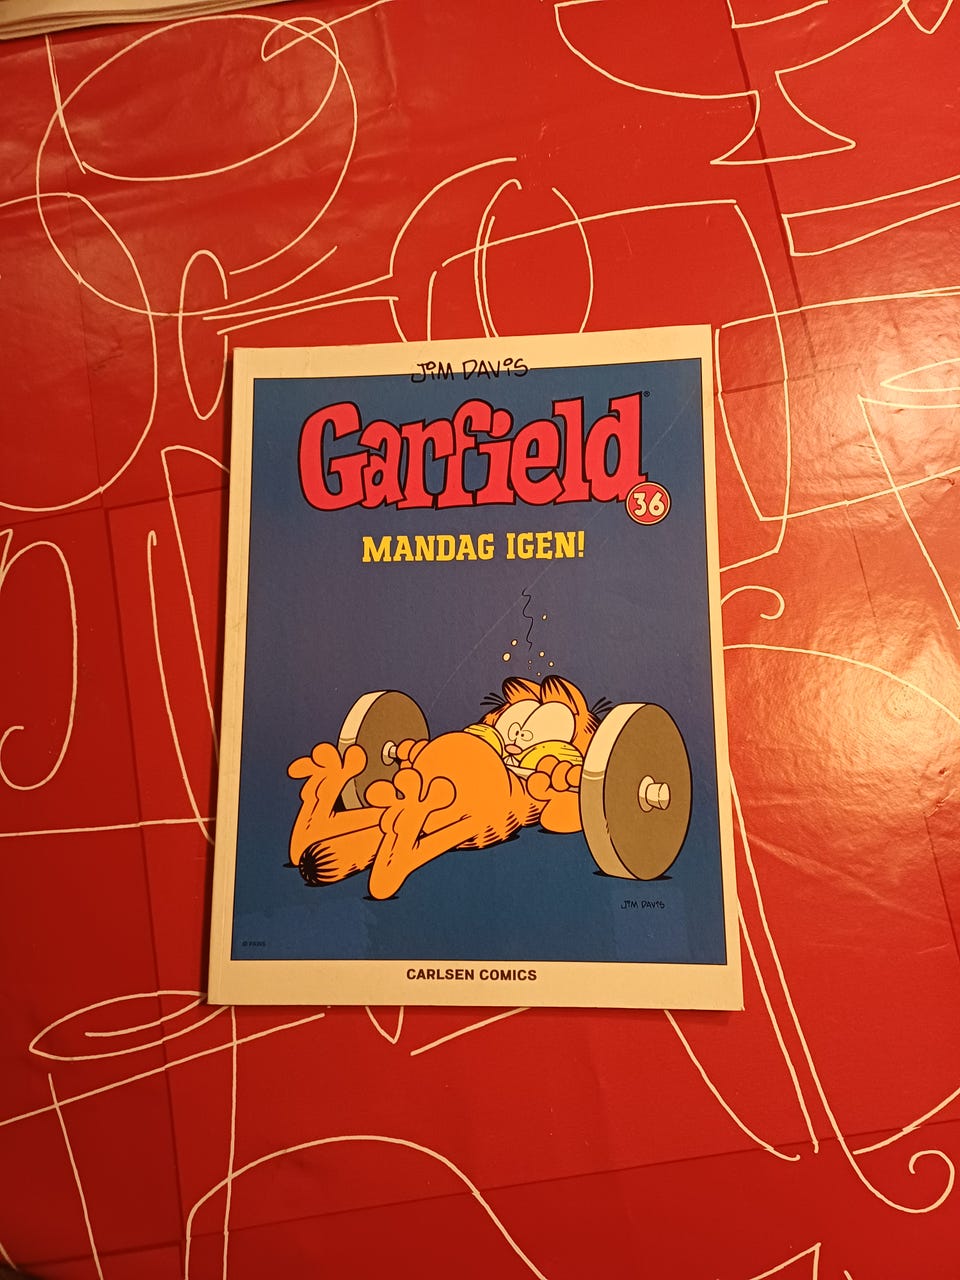 JIM DAVIS
Garfield®
36
MANDAG IGEN!
JIM DAVIS
© PAWS
CARLSEN COMICS